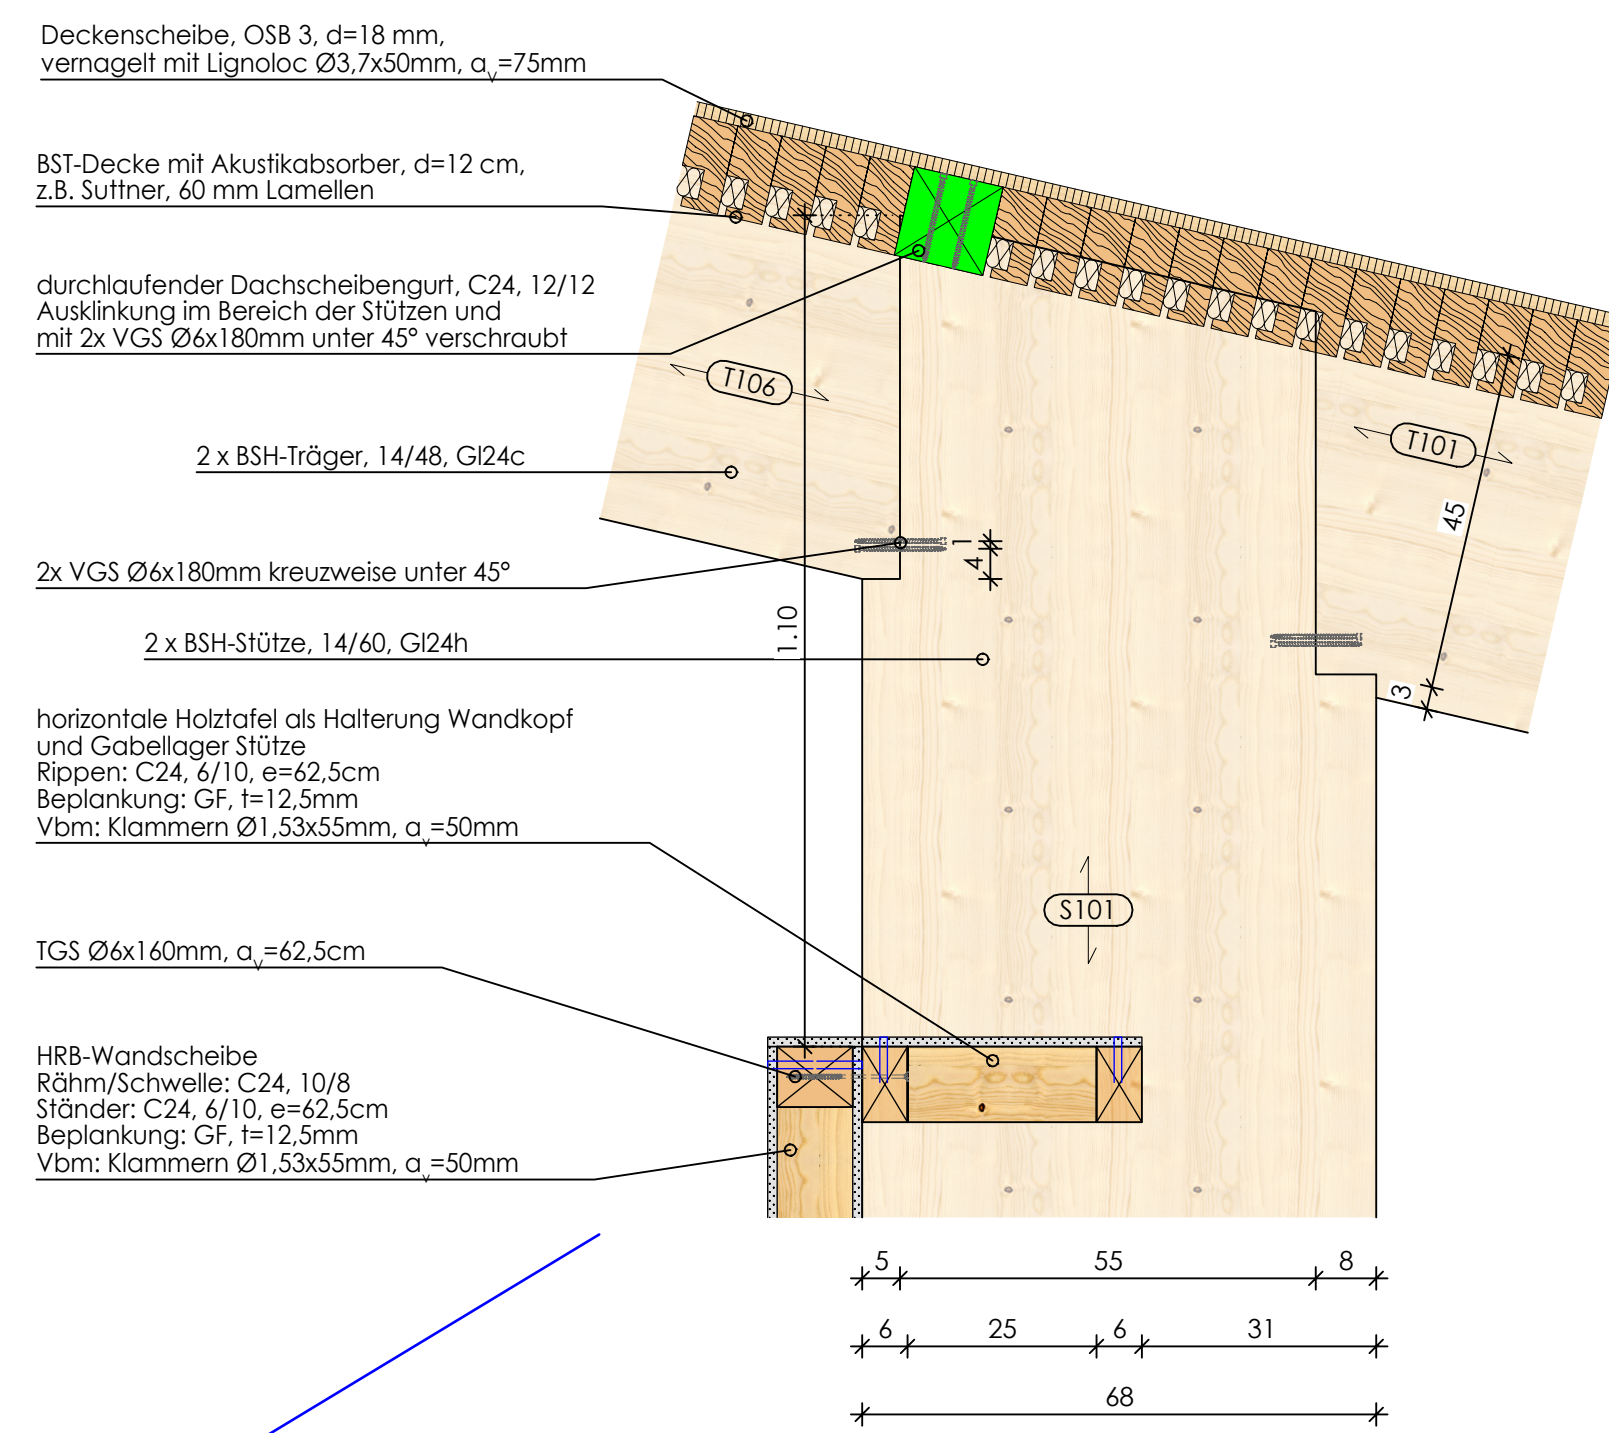 Deckenscheibe, OSB 3, d=18 mm,
vernagelt mit Lignoloc Ø3,7x50mm, av=75mm
BST-Decke mit Akustikabsorber, d=12 cm,
z.B. Suttner, 60 mm Lamellen
durchlaufender Dachscheibengurt, C24, 12/12
Ausklinkung im Bereich der Stützen und
mit 2x VGS Ø6x180mm unter 45° verschraubt
T106
T101
2 x BSH-Träger, 14/48, Gl24c
45
1
4
2x VGS Ø6x180mm kreuzweise unter 45°
1.10
2 x BSH-Stütze, 14/60, Gl24h
3
horizontale Holztafel als Halterung Wandkopf
und Gabellager Stütze
Rippen: C24, 6/10, e=62,5cm
Beplankung: GF, t=12,5mm
Vbm: Klammern Ø1,53x55mm, av=50mm
S101
TGS Ø6x160mm, av=62,5cm
HRB-Wandscheibe
Rähm/Schwelle: C24, 10/8
Ständer: C24, 6/10, e=62,5cm
Beplankung: GF, t=12,5mm
Vbm: Klammern Ø1,53x55mm, av=50mm
5 55 8
6 25 6 31
68